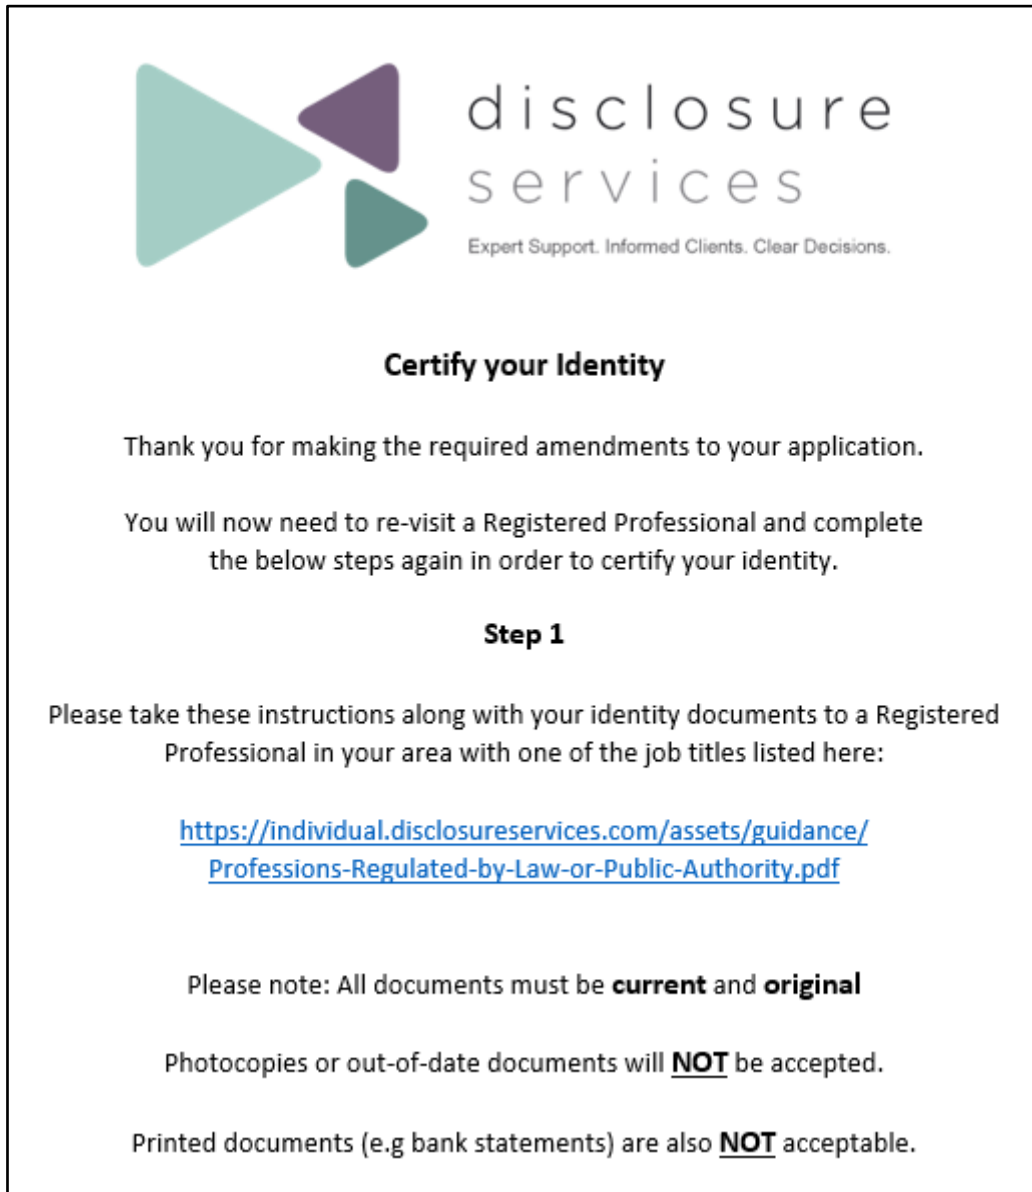 disclosure
services
Expert Support. Informed Clients. Clear Decisions.
Certify your Identity
Thank you for making the required amendments to your application.
You will now need to re-visit a Registered Professional and complete
the below steps again in order to certify your identity.
Step 1
Please take these instructions along with your identity documents to a Registered
Professional in your area with one of the job titles listed here:
https://individual.disclosureservices.com/assets/guidance/
Professions-Regulated-by-Law-or-Public-Authority.pdf
Please note: All documents must be current and original
Photocopies or out-of-date documents will NOT be accepted.
Printed documents (e.g bank statements) are also NOT acceptable.